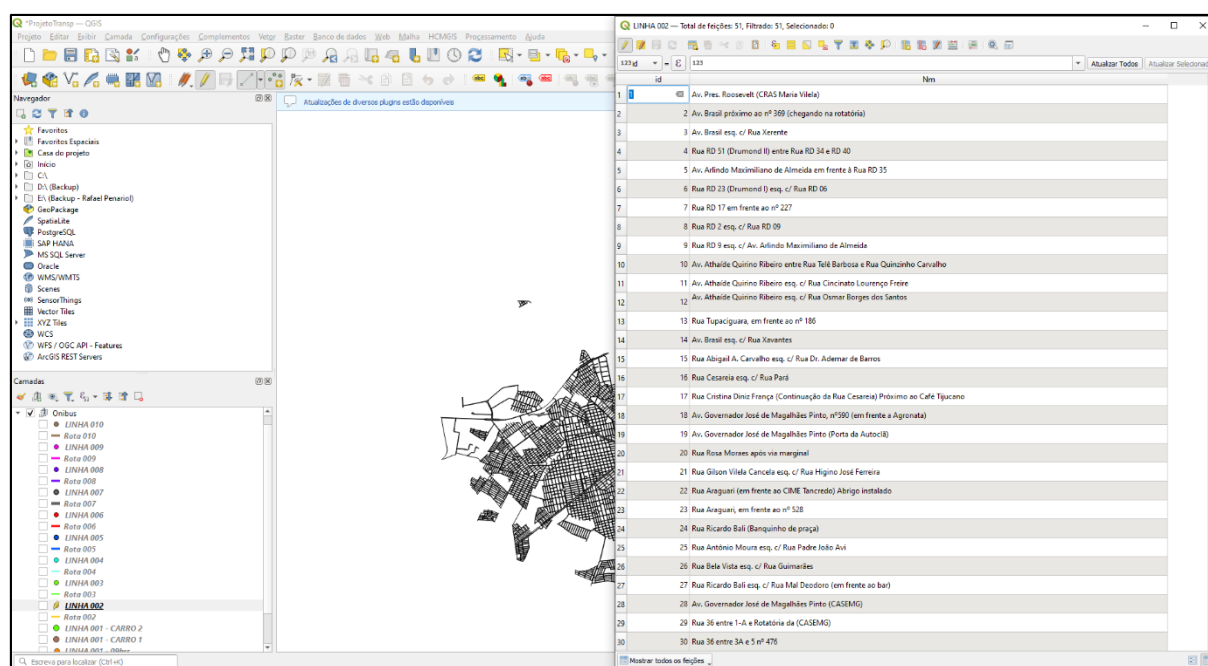 *ProjetoTransp — QGIS
Projeto Editar Exibir Camada Configurações Complementos Vetor Raster Banco de dados Web Malha HCMGIS Processamento Ajuda
Navegador
Atualizações de diversos plugins estão disponíveis
Favoritos
Favoritos Espaciais
Casa do projeto
Início
C:\
D:\ (Backup)
E:\ (Backup - Rafael Penariol)
GeoPackage
SpatiaLite
PostgreSQL
SAP HANA
MS SQL Server
Oracle
WMS/WMTS
Scenes
SensorThings
Vector Tiles
XYZ Tiles
WCS
WFS / OGC API - Features
ArcGIS REST Servers
Camadas
Onibus
LINHA 010
Rota 010
LINHA 009
Rota 009
LINHA 008
Rota 008
LINHA 007
Rota 007
LINHA 006
Rota 006
LINHA 005
Rota 005
LINHA 004
Rota 004
LINHA 003
Rota 003
LINHA 002
Rota 002
LINHA 001 - CARRO 2
LINHA 001 - CARRO 1
Escreva para localizar (Ctrl+K)
LINHA 002 — Total de feições: 51, Filtrado: 51, Selecionado: 0
123 id = ε 123 Atualizar Todos Atualizar Selecionad
id Nm
1 1 Av. Pres. Roosevelt (CRAS Maria Vilela)
2 2 Av. Brasil próximo ao nº 369 (chegando na rotatória)
3 3 Av. Brasil esq. c/ Rua Xerente
4 4 Rua RD 51 (Drumond II) entre Rua RD 34 e RD 40
5 5 Av. Arlindo Maximiliano de Almeida em frente à Rua RD 35
6 6 Rua RD 23 (Drumond I) esq. c/ Rua RD 06
7 7 Rua RD 17 em frente ao nº 227
8 8 Rua RD 2 esq. c/ Rua RD 09
9 9 Rua RD 9 esq. c/ Av. Arlindo Maximiliano de Almeida
10 10 Av. Athaíde Quirino Ribeiro entre Rua Telê Barbosa e Rua Quinzinho Carvalho
11 11 Av. Athaíde Quirino Ribeiro esq. c/ Rua Cincinato Lourenço Freire
12 12 Av. Athaíde Quirino Ribeiro esq. c/ Rua Osmar Borges dos Santos
13 13 Rua Tupaciguara, em frente ao nº 186
14 14 Av. Brasil esq. c/ Rua Xavantes
15 15 Rua Abigail A. Carvalho esq. c/ Rua Dr. Ademar de Barros
16 16 Rua Cesareia esq. c/ Rua Pará
17 17 Rua Cristina Diniz França (Continuação da Rua Cesareia) Próximo ao Café Tijucano
18 18 Av. Governador José de Magalhães Pinto, nº590 (em frente a Agronata)
19 19 Av. Governador José de Magalhães Pinto (Porta da Autoclã)
20 20 Rua Rosa Moraes após via marginal
21 21 Rua Gilson Vilela Cancela esq. c/ Rua Higino José Ferreira
22 22 Rua Araguari (em frente ao CIME Tancredo) Abrigo instalado
23 23 Rua Araguari, em frente ao nº 528
24 24 Rua Ricardo Bali (Banquinho de praça)
25 25 Rua Antônio Moura esq. c/ Rua Padre João Avi
26 26 Rua Bela Vista esq. c/ Rua Guimarães
27 27 Rua Ricardo Bali esq. c/ Rua Mal Deodoro (em frente ao bar)
28 28 Av. Governador José de Magalhães Pinto (CASEMG)
29 29 Rua 36 entre 1-A e Rotatória da (CASEMG)
30 30 Rua 36 entre 3A e 5 nº 476
Mostrar todos os feições